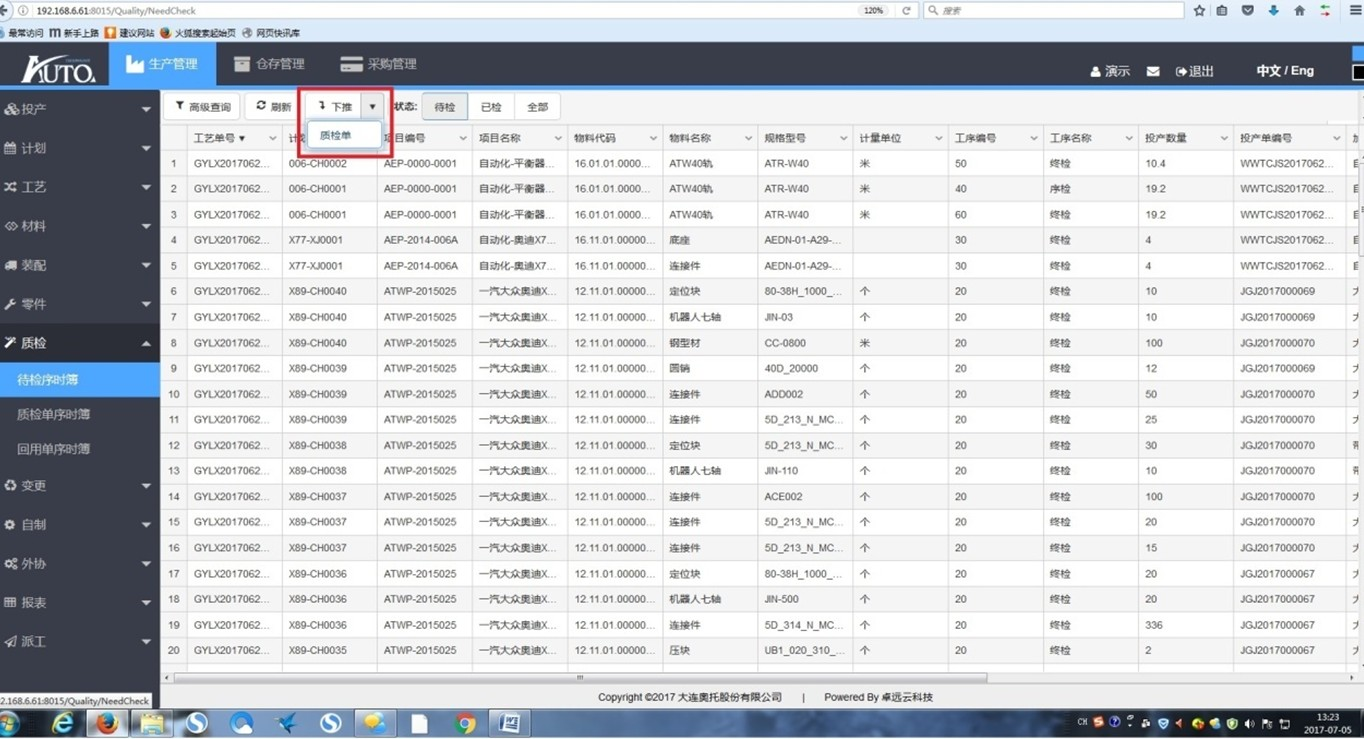 192.168.6.61:8015/Quality/NeedCheck 120% 搜索
最常访问 新手上路 建议网站 火狐搜索起始页 网页快讯库
AUTO. 生产管理 仓存管理 采购管理 演示 退出 中文 / Eng
高级查询 刷新 下推 状态: 待检 已检 全部
质检单
投产
计划
工艺
材料
装配
零件
质检
待检序时簿
质检单序时簿
回用单序时簿
变更
自制
外协
报表
派工
工艺单号 项目编号 项目名称 物料代码 物料名称 规格型号 计量单位 工序编号 工序名称 投产数量 投产单编号
1 GYLX2017062... 006-CH0002 AEP-0000-0001 自动化-平衡器... 16.01.01.0000... ATW40轨 ATR-W40 米 50 终检 10.4 WWTCJS2017062...
2 GYLX2017062... 006-CH0001 AEP-0000-0001 自动化-平衡器... 16.01.01.0000... ATW40轨 ATR-W40 米 40 序检 19.2 WWTCJS2017062...
3 GYLX2017062... 006-CH0001 AEP-0000-0001 自动化-平衡器... 16.01.01.0000... ATW40轨 ATR-W40 米 60 终检 19.2 WWTCJS2017062...
4 GYLX2017062... X77-XJ0001 AEP-2014-006A 自动化-奥迪X7... 16.11.01.00000... 底座 AEDN-01-A29-... 30 终检 4 WWTCJS2017062...
5 GYLX2017062... X77-XJ0001 AEP-2014-006A 自动化-奥迪X7... 16.11.01.00000... 连接件 AEDN-01-A29-... 30 终检 4 WWTCJS2017062...
6 GYLX2017062... X89-CH0040 ATWP-2015025 一汽大众奥迪X... 12.11.01.00000... 定位块 80-38H_1000_... 个 20 终检 10 JGJ2017000069
7 GYLX2017062... X89-CH0040 ATWP-2015025 一汽大众奥迪X... 12.11.01.00000... 机器人七轴 JIN-03 个 20 终检 10 JGJ2017000069
8 GYLX2017062... X89-CH0040 ATWP-2015025 一汽大众奥迪X... 12.11.01.00000... 钢型材 CC-0800 米 20 终检 100 JGJ2017000070
9 GYLX2017062... X89-CH0039 ATWP-2015025 一汽大众奥迪X... 12.11.01.00000... 圆销 40D_20000 个 20 终检 12 JGJ2017000069
10 GYLX2017062... X89-CH0039 ATWP-2015025 一汽大众奥迪X... 12.11.01.00000... 连接件 ADD002 个 20 终检 50 JGJ2017000070
11 GYLX2017062... X89-CH0039 ATWP-2015025 一汽大众奥迪X... 12.11.01.00000... 连接件 5D_213_N_MC... 个 20 终检 25 JGJ2017000070
12 GYLX2017062... X89-CH0038 ATWP-2015025 一汽大众奥迪X... 12.11.01.00000... 定位块 5D_213_N_MC... 个 20 终检 30 JGJ2017000070
13 GYLX2017062... X89-CH0038 ATWP-2015025 一汽大众奥迪X... 12.11.01.00000... 机器人七轴 JIN-110 个 20 终检 10 JGJ2017000070
14 GYLX2017062... X89-CH0037 ATWP-2015025 一汽大众奥迪X... 12.11.01.00000... 连接件 ACE002 个 20 终检 100 JGJ2017000070
15 GYLX2017062... X89-CH0037 ATWP-2015025 一汽大众奥迪X... 12.11.01.00000... 连接件 5D_213_N_MC... 个 20 终检 20 JGJ2017000070
16 GYLX2017062... X89-CH0037 ATWP-2015025 一汽大众奥迪X... 12.11.01.00000... 连接件 5D_213_N_MC... 个 20 终检 15 JGJ2017000070
17 GYLX2017062... X89-CH0036 ATWP-2015025 一汽大众奥迪X... 12.11.01.00000... 定位块 80-38H_1000_... 个 20 终检 20 JGJ2017000067
18 GYLX2017062... X89-CH0036 ATWP-2015025 一汽大众奥迪X... 12.11.01.00000... 机器人七轴 JIN-500 个 20 终检 20 JGJ2017000067
19 GYLX2017062... X89-CH0036 ATWP-2015025 一汽大众奥迪X... 12.11.01.00000... 连接件 5D_314_N_MC... 个 20 终检 336 JGJ2017000067
20 GYLX2017062... X89-CH0035 ATWP-2015025 一汽大众奥迪X... 12.11.01.00000... 压块 UB1_020_310_... 个 20 终检 2 JGJ2017000067
Copyright ©2017 大连奥托股份有限公司 | Powered By 卓远云科技
2.168.6.61:8015/Quality/NeedCheck
CH 13:23
2017-07-05